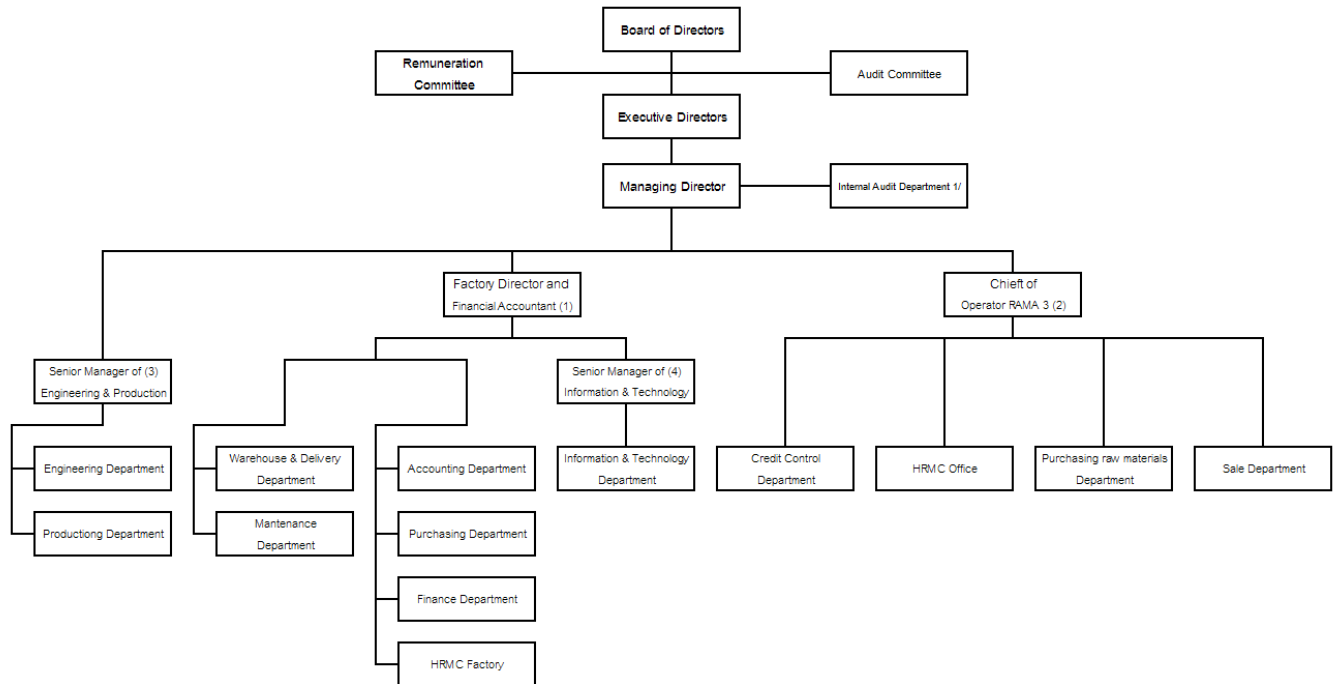 Board of Directors
Remuneration
Committee
Audit Committee
Executive Directors
Managing Director
Internal Audit Department 1/
Factory Director and
Financial Accountant (1)
Chieft of
Operator RAMA 3 (2)
Senior Manager of (3)
Engineering & Production
Senior Manager of (4)
Information & Technology
Engineering Department
Warehouse & Delivery
Department
Accounting Department
Information & Technology
Department
Credit Control
Department
HRMC Office
Purchasing raw materials
Department
Sale Department
Productiong Department
Mantenance
Department
Purchasing Department
Finance Department
HRMC Factory